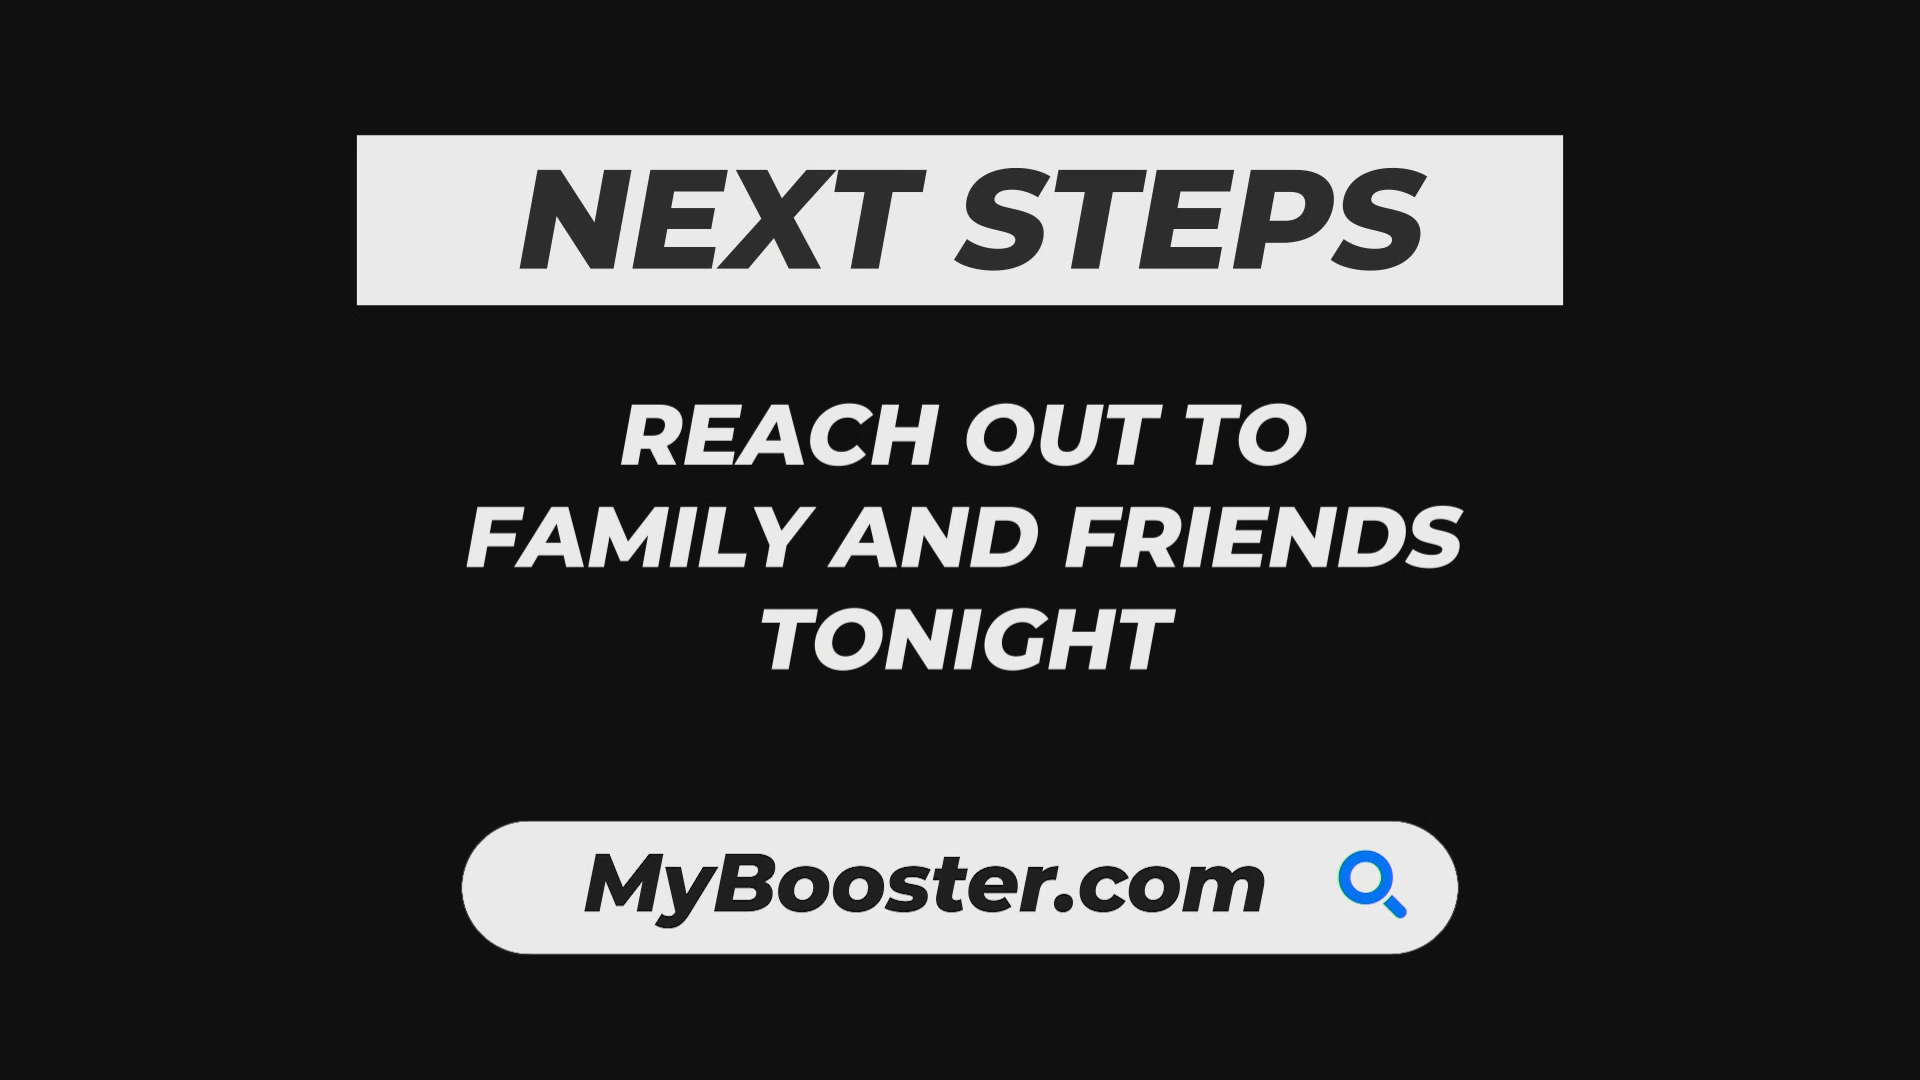 NEXT STEPS
REACH OUT TO
FAMILY AND FRIENDS
TONIGHT
MyBooster.com